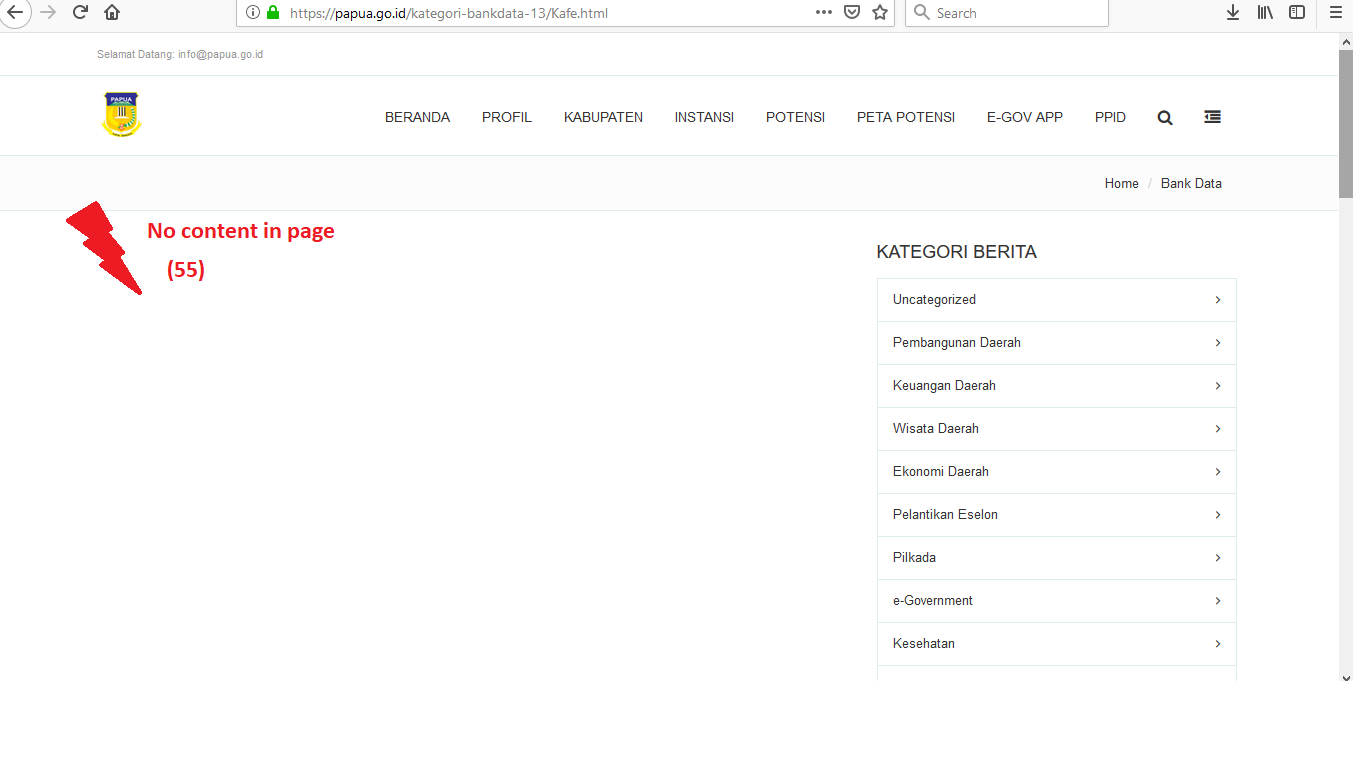 https://papua.go.id/kategori-bankdata-13/Kafe.html
Search
Selamat Datang: info@papua.go.id
PAPUA
BERANDA PROFIL KABUPATEN INSTANSI POTENSI PETA POTENSI E-GOV APP PPID
Home / Bank Data
No content in page
(55)
KATEGORI BERITA
Uncategorized
Pembangunan Daerah
Keuangan Daerah
Wisata Daerah
Ekonomi Daerah
Pelantikan Eselon
Pilkada
e-Government
Kesehatan